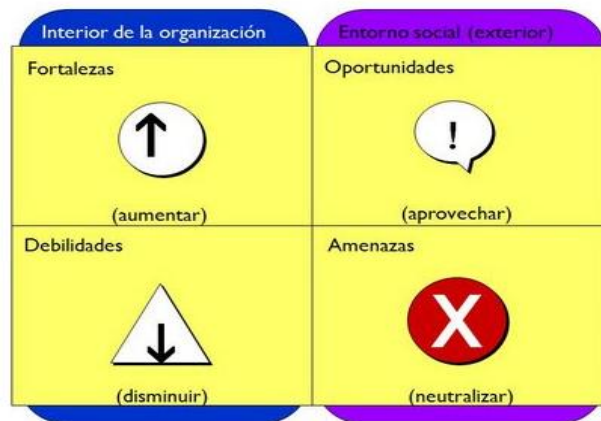 Interior de la organización
Entorno social (exterior)
Fortalezas
Oportunidades
!
(aumentar)
(aprovechar)
Debilidades
Amenazas
X
(disminuir)
(neutralizar)